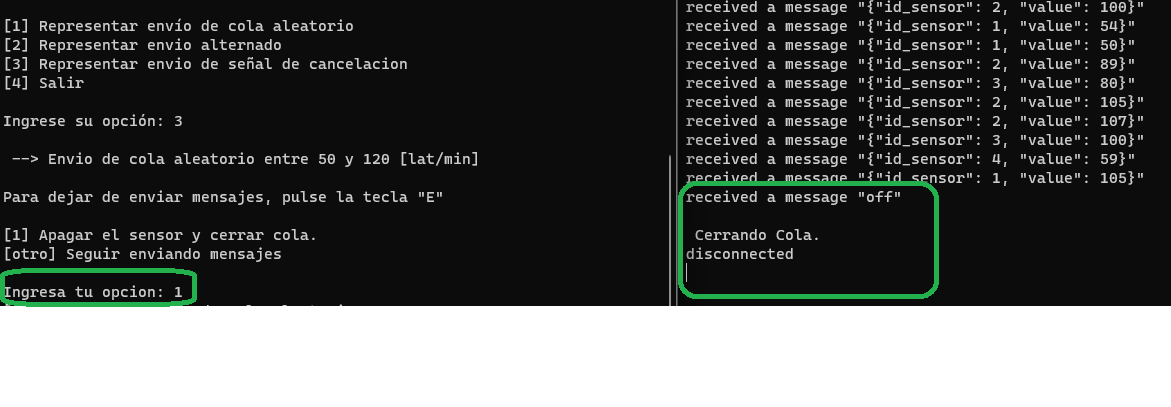 [1] Representar envío de cola aleatorio
[2] Representar envio alternado
[3] Representar envio de señal de cancelacion
[4] Salir
Ingrese su opción: 3
--> Envio de cola aleatorio entre 50 y 120 [lat/min]
Para dejar de enviar mensajes, pulse la tecla "E"
[1] Apagar el sensor y cerrar cola.
[otro] Seguir enviando mensajes
Ingresa tu opcion: 1
received a message "{"id_sensor": 2, "value": 100}"
received a message "{"id_sensor": 1, "value": 54}"
received a message "{"id_sensor": 1, "value": 50}"
received a message "{"id_sensor": 2, "value": 89}"
received a message "{"id_sensor": 3, "value": 80}"
received a message "{"id_sensor": 2, "value": 105}"
received a message "{"id_sensor": 2, "value": 107}"
received a message "{"id_sensor": 3, "value": 100}"
received a message "{"id_sensor": 4, "value": 59}"
received a message "{"id_sensor": 1, "value": 105}"
received a message "off"
Cerrando Cola.
disconnected